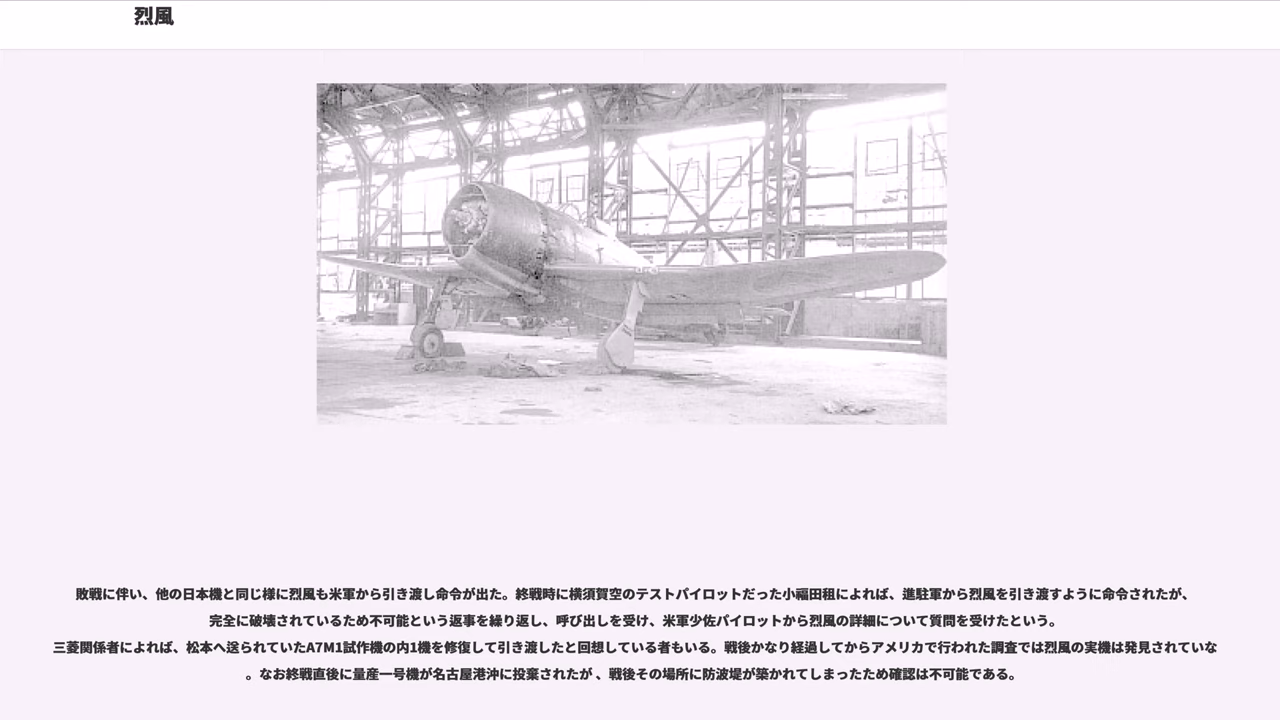 烈風
敗戦に伴い、他の日本機と同じ様に烈風も米軍から引き渡し命令が出た。終戦時に横須賀空のテストパイロットだった小福田租によれば、進駐軍から烈風を引き渡すように命令されたが、
完全に破壊されているため不可能という返事を繰り返し、呼び出しを受け、米軍少佐パイロットから烈風の詳細について質問を受けたという。
三菱関係者によれば、松本へ送られていたA7M1試作機の内1機を修復して引き渡したと回想している者もいる。戦後かなり経過してからアメリカで行われた調査では烈風の実機は発見されていな
。なお終戦直後に量産一号機が名古屋港沖に投棄されたが 、戦後その場所に防波堤が築かれてしまったため確認は不可能である。